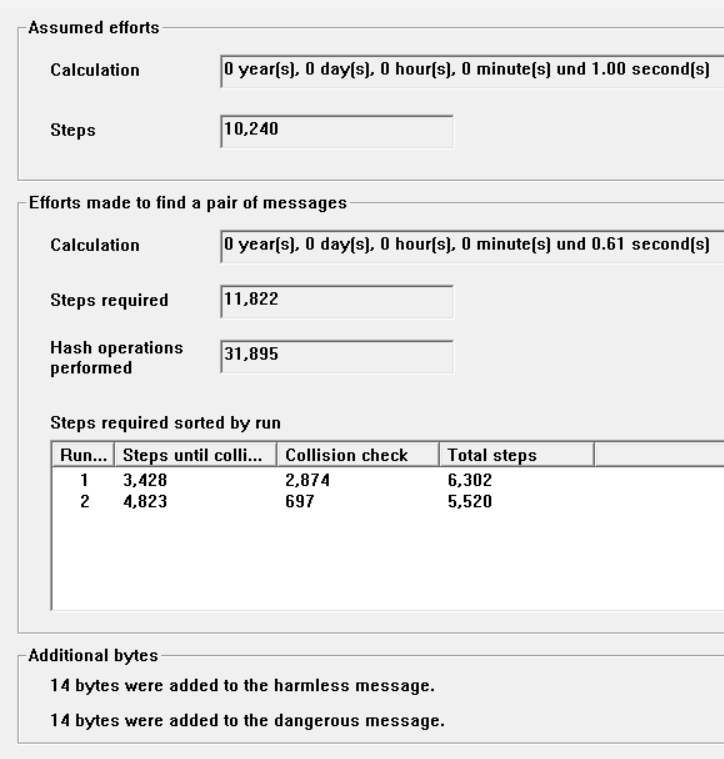 Assumed efforts
Calculation 0 year(s), 0 day(s), 0 hour(s), 0 minute(s) und 1.00 second(s)
Steps 10,240
Efforts made to find a pair of messages
Calculation 0 year(s), 0 day(s), 0 hour(s), 0 minute(s) und 0.61 second(s)
Steps required 11,822
Hash operations performed 31,895
Steps required sorted by run
Run... Steps until colli... Collision check Total steps
1 3,428 2,874 6,302
2 4,823 697 5,520
Additional bytes
14 bytes were added to the harmless message.
14 bytes were added to the dangerous message.